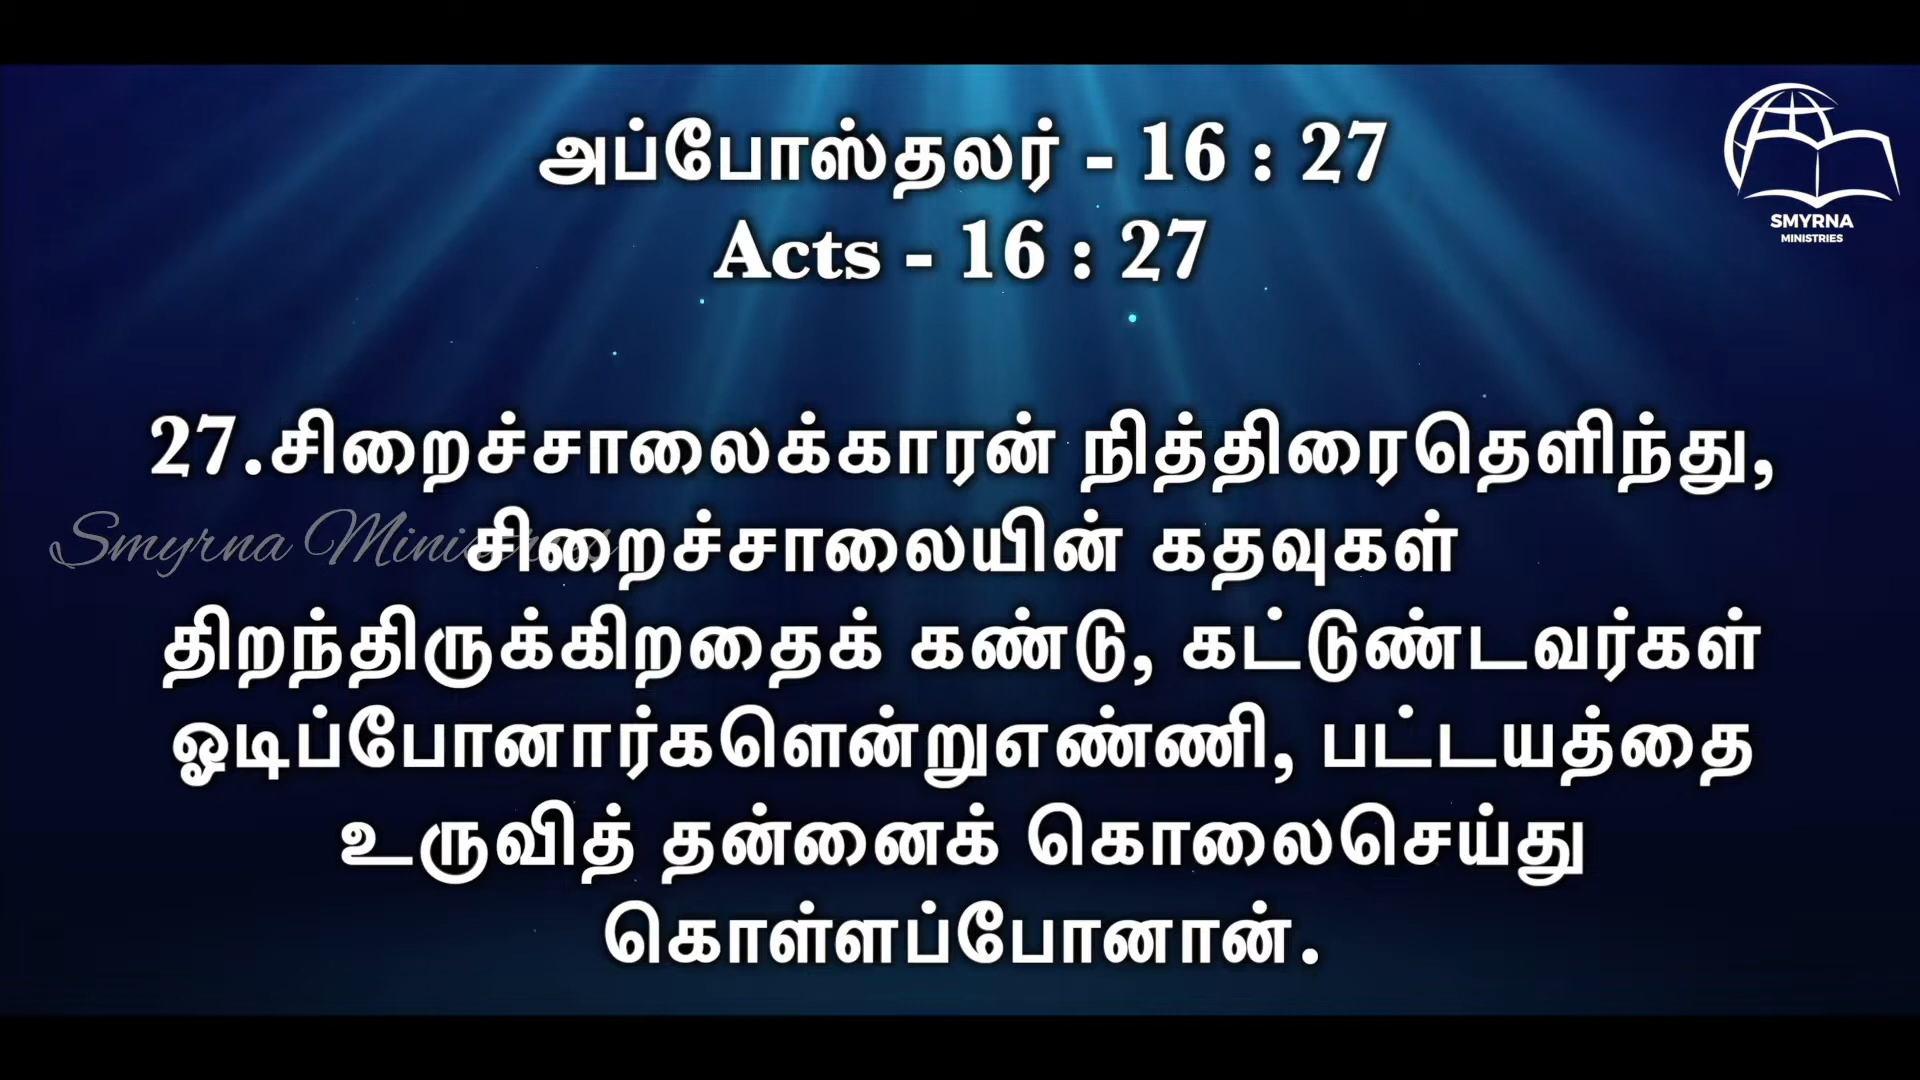 அப்போஸ்தலர் - 16 : 27
Acts - 16 : 27
SMYRNA
MINISTRIES
27.சிறைச்சாலைக்காரன் நித்திரைதெளிந்து,
Smyrna
சிறைச்சாலையின் கதவுகள்
திறந்திருக்கிறதைக் கண்டு, கட்டுண்டவர்கள்
ஓடிப்போனார்களென்றுஎண்ணி, பட்டயத்தை
உருவித் தன்னைக் கொலைசெய்து
கொள்ளப்போனான்.